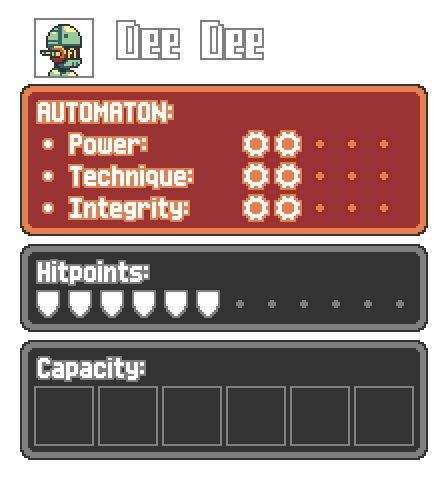 Dee Dee
AUTOMATON:
Power:
Technique:
Integrity:
Hitpoints:
Capacity: